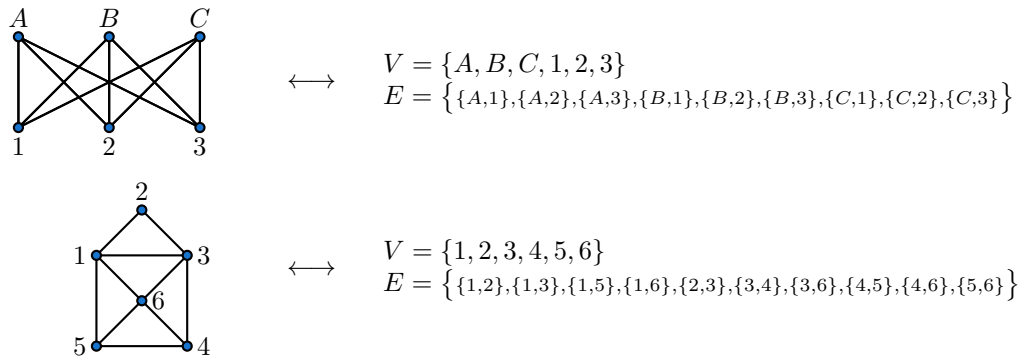 A B C
1 2 3
⟷
V = {A, B, C, 1, 2, 3}
E = {{A,1},{A,2},{A,3},{B,1},{B,2},{B,3},{C,1},{C,2},{C,3}}
2
1 3
6
5 4
⟷
V = {1, 2, 3, 4, 5, 6}
E = {{1,2},{1,3},{1,5},{1,6},{2,3},{3,4},{3,6},{4,5},{4,6},{5,6}}